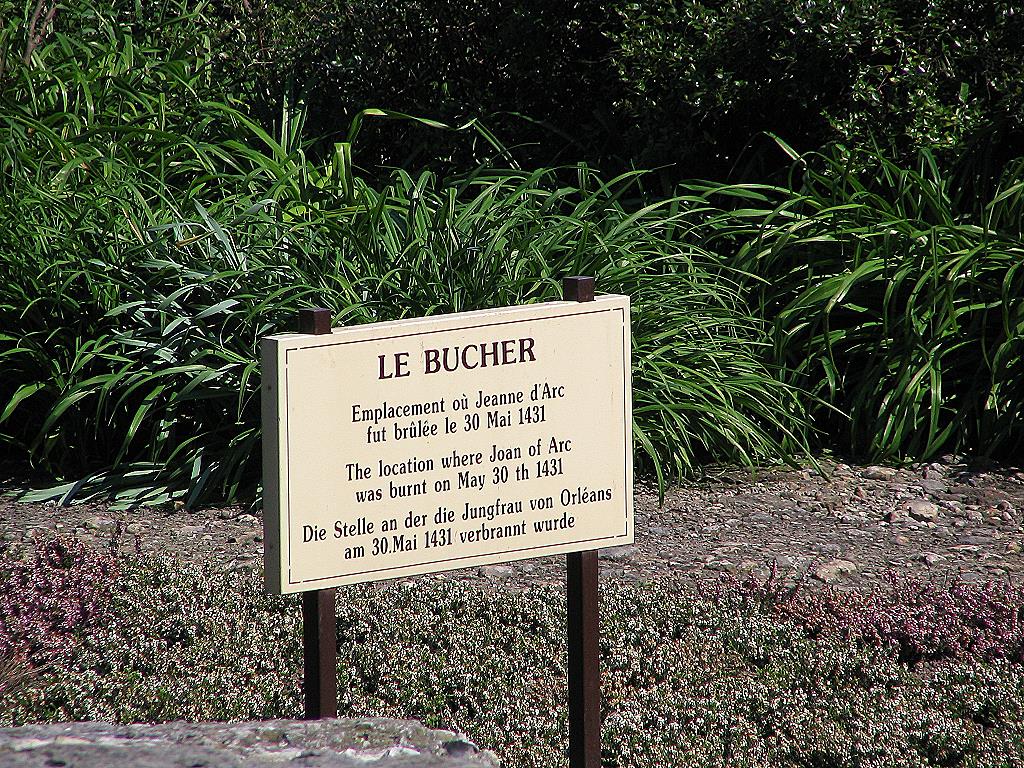 LE BUCHER
Emplacement où Jeanne d'Arc
fut brûlée le 30 Mai 1431
The location where Joan of Arc
was burnt on May 30 th 1431
Die Stelle an der die Jungfrau von Orléans
am 30.Mai 1431 verbrannt wurde